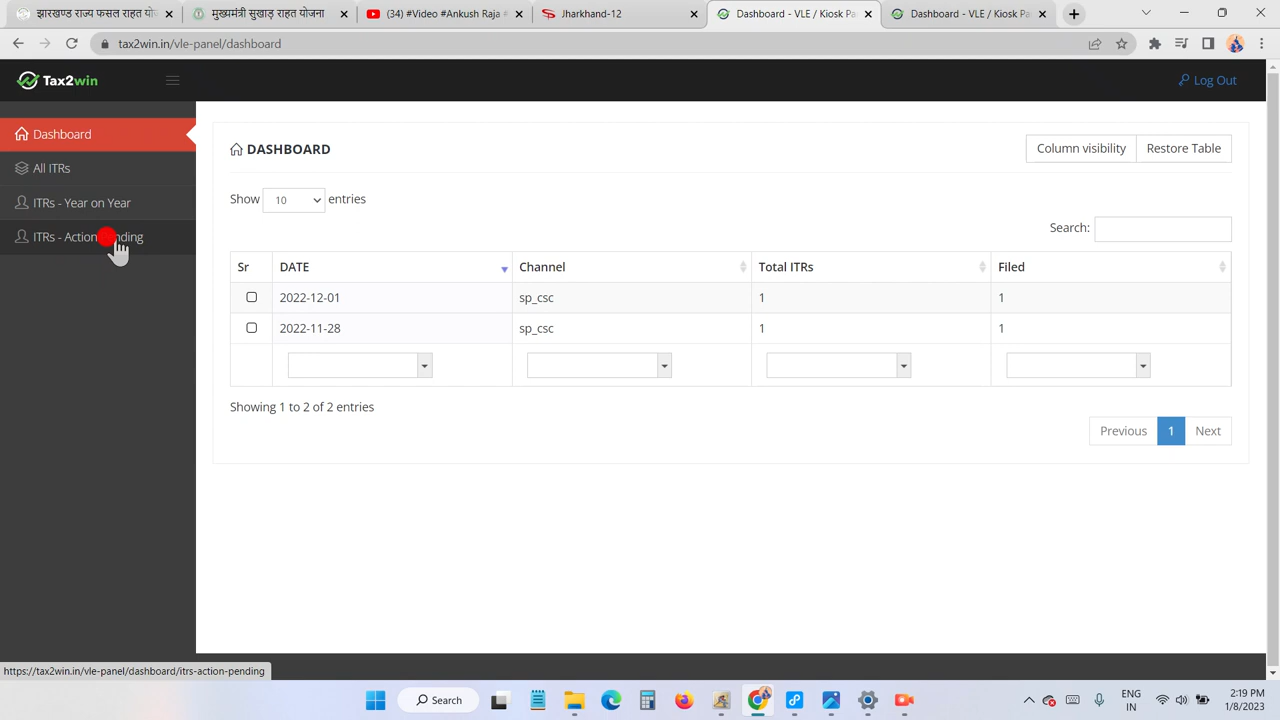 मुख्यमंत्री सुखाड़ राहत योजना
(34) #Video #Ankush Raja #
Jharkhand-12
Dashboard - VLE / Kiosk Pa
Dashboard - VLE / Kiosk Pa
tax2win.in/vle-panel/dashboard
Tax2win
Log Out
Dashboard
All ITRs
ITRs - Year on Year
ITRs - Action
DASHBOARD
Column visibility
Restore Table
Show 10 entries
Search:
Sr DATE Channel Total ITRs Filed
2022-12-01 sp_csc 1 1
2022-11-28 sp_csc 1 1
Showing 1 to 2 of 2 entries
Previous 1 Next
https://tax2win.in/vle-panel/dashboard/itrs-action-pending
Search
ENG
IN
2:19 PM
1/8/2023